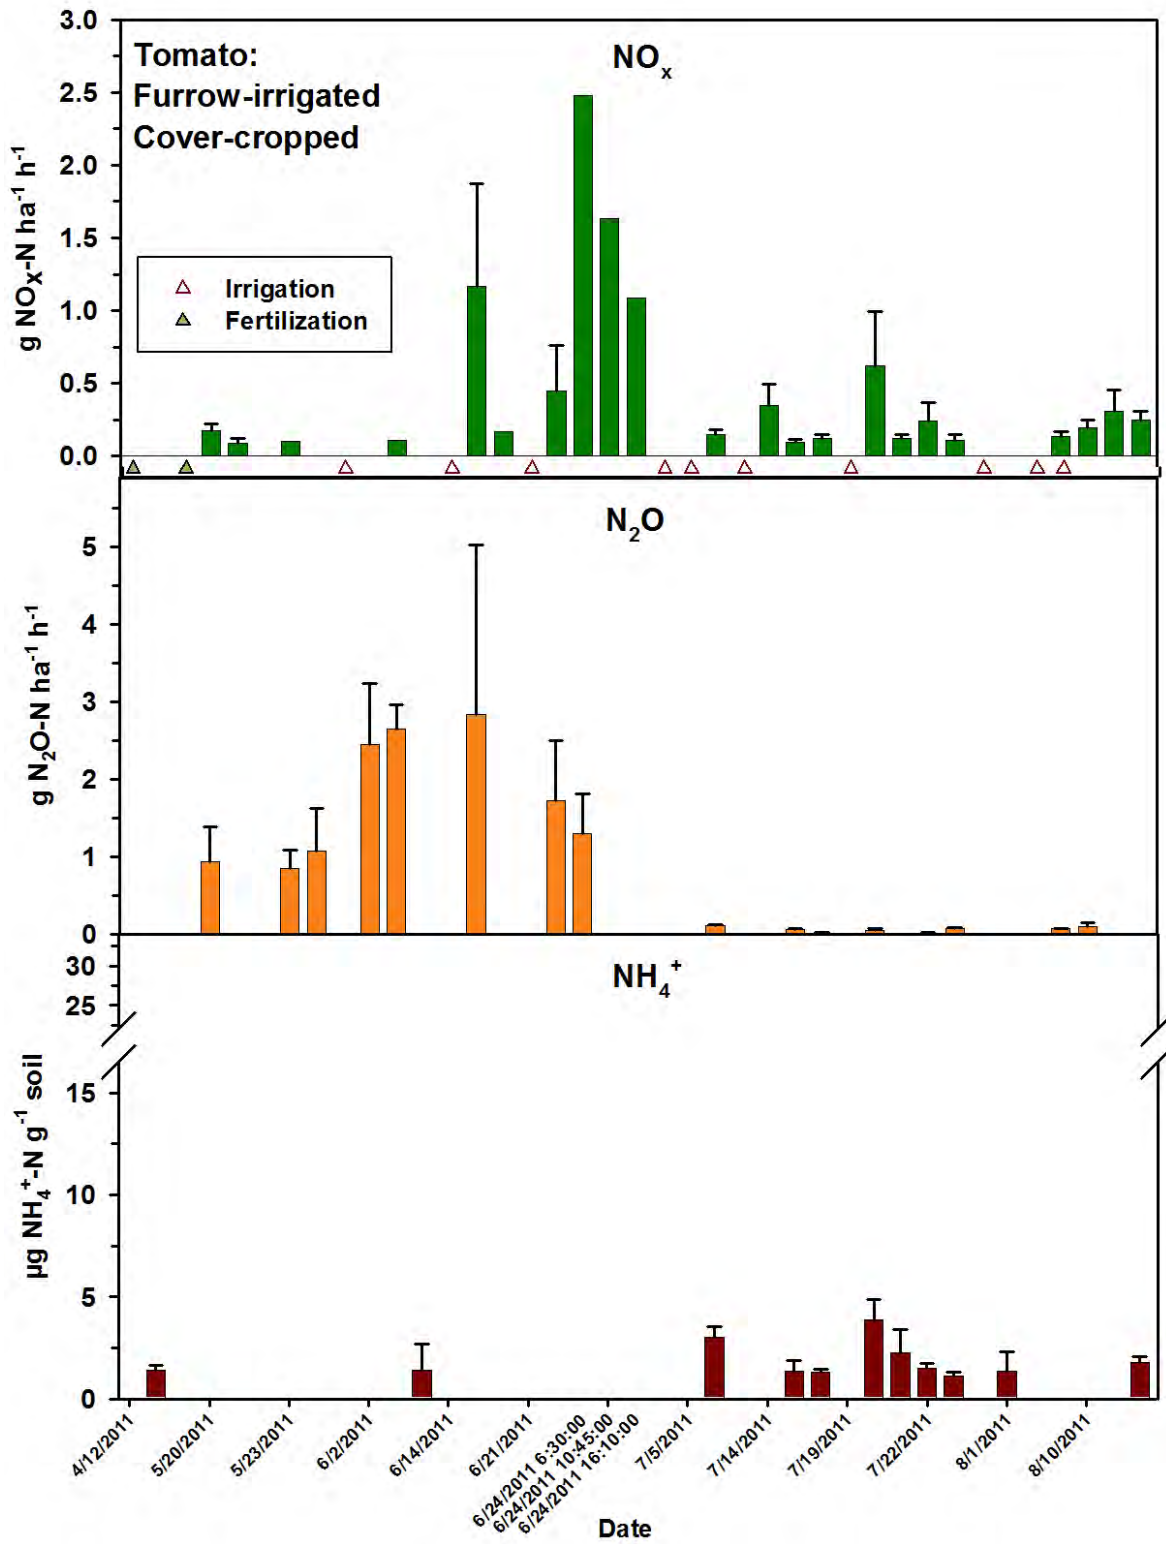 3.0
2.5
2.0
1.5
1.0
0.5
0.0
g NOx-N ha⁻¹ h⁻¹
Tomato:
Furrow-irrigated
Cover-cropped
NOₓ
Irrigation
Fertilization
5
4
3
2
1
0
g N₂O-N ha⁻¹ h⁻¹
N₂O
30
25
15
10
5
0
µg NH₄⁺-N g⁻¹ soil
NH₄⁺
4/12/2011
5/20/2011
5/23/2011
6/2/2011
6/14/2011
6/21/2011
6/24/2011 6:30:00
6/24/2011 10:45:00
6/24/2011 16:10:00
7/5/2011
7/14/2011
7/19/2011
7/22/2011
8/1/2011
8/10/2011
Date